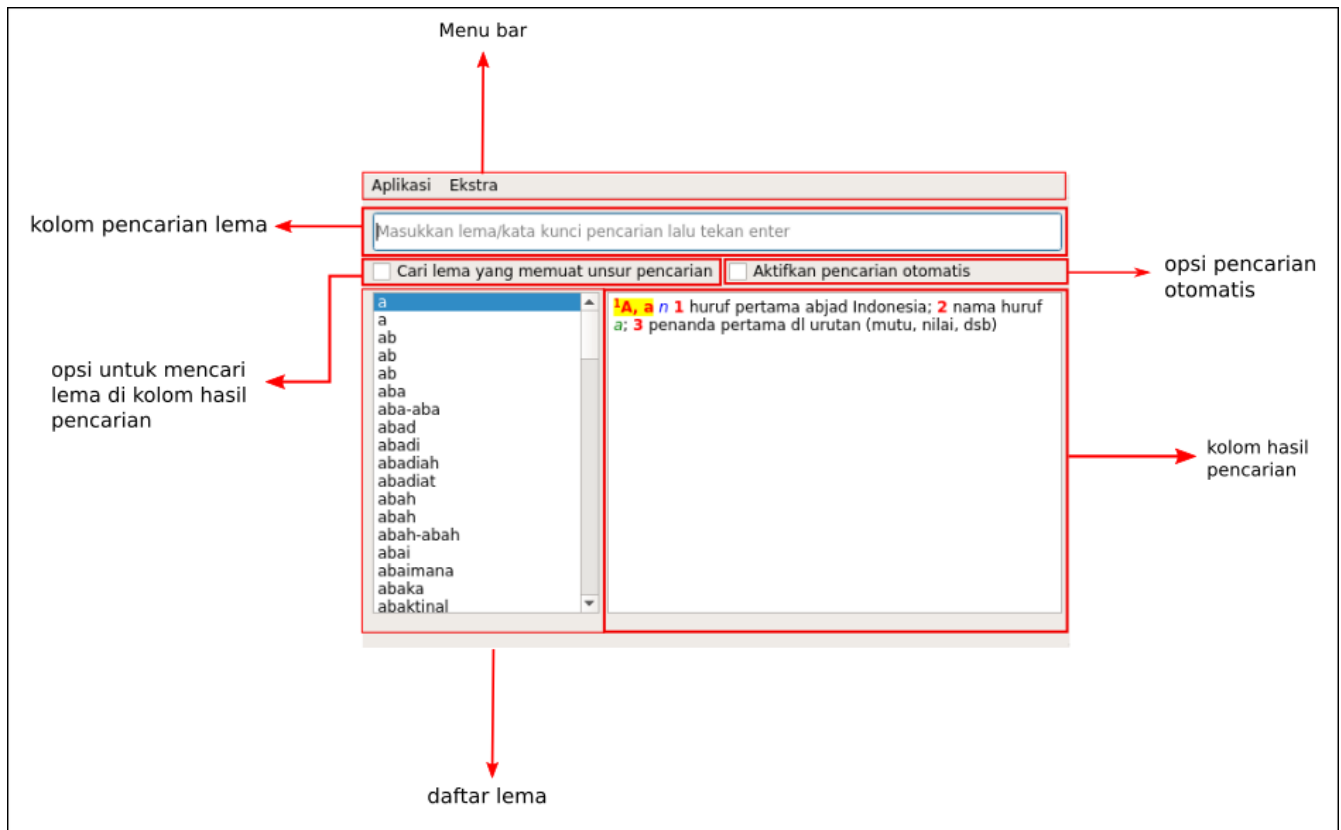 Menu bar
Aplikasi Ekstra
kolom pencarian lema
Masukkan lema/kata kunci pencarian lalu tekan enter
Cari lema yang memuat unsur pencarian
Aktifkan pencarian otomatis
opsi pencarian
otomatis
a
a
ab
ab
ab
aba
aba-aba
abad
abadi
abadiah
abadiat
abah
abah
abah-abah
abai
abaimana
abaka
abaktinal
¹A, a n 1 huruf pertama abjad Indonesia; 2 nama huruf
a; 3 penanda pertama dl urutan (mutu, nilai, dsb)
opsi untuk mencari
lema di kolom hasil
pencarian
kolom hasil
pencarian
daftar lema